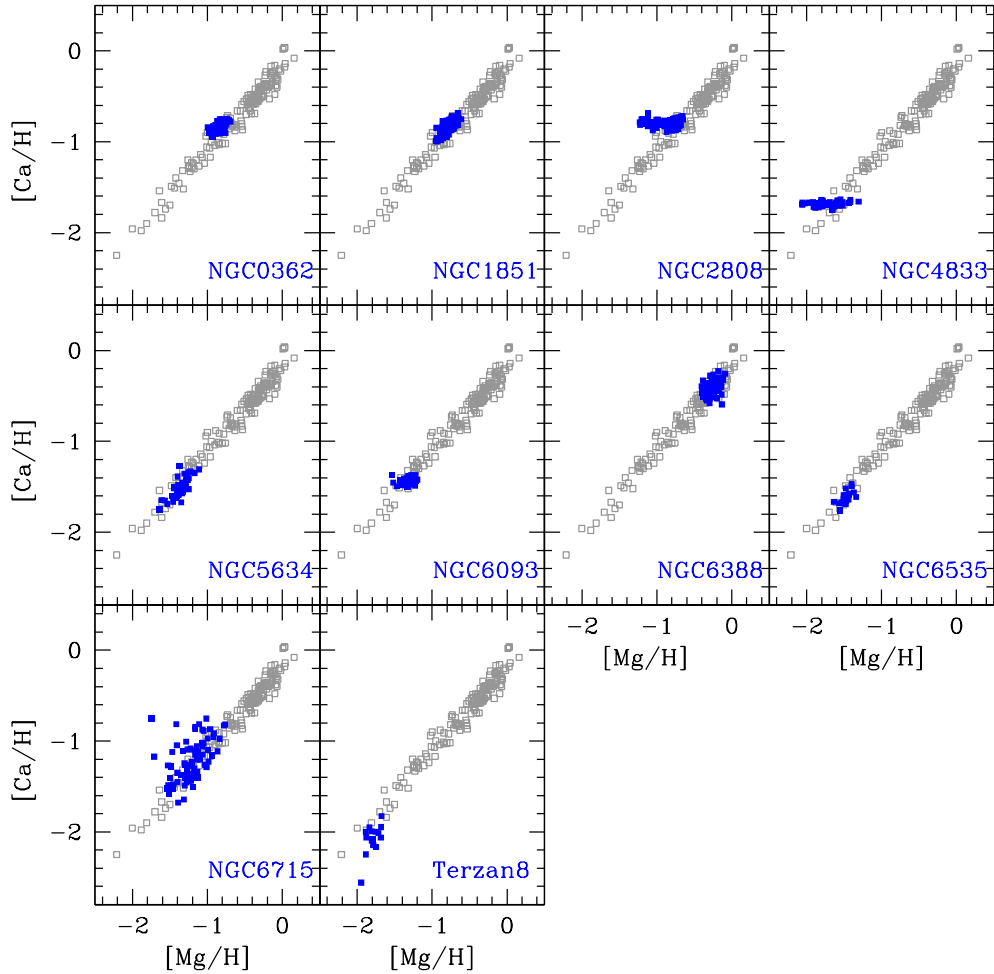 0
−1
−2
[Ca/H]
NGC0362
NGC1851
NGC2808
NGC4833
0
−1
−2
[Ca/H]
NGC5634
NGC6093
NGC6388
NGC6535
−2 −1 0
[Mg/H]
−2 −1 0
[Mg/H]
0
−1
−2
[Ca/H]
NGC6715
Terzan8
−2 −1 0
[Mg/H]
−2 −1 0
[Mg/H]